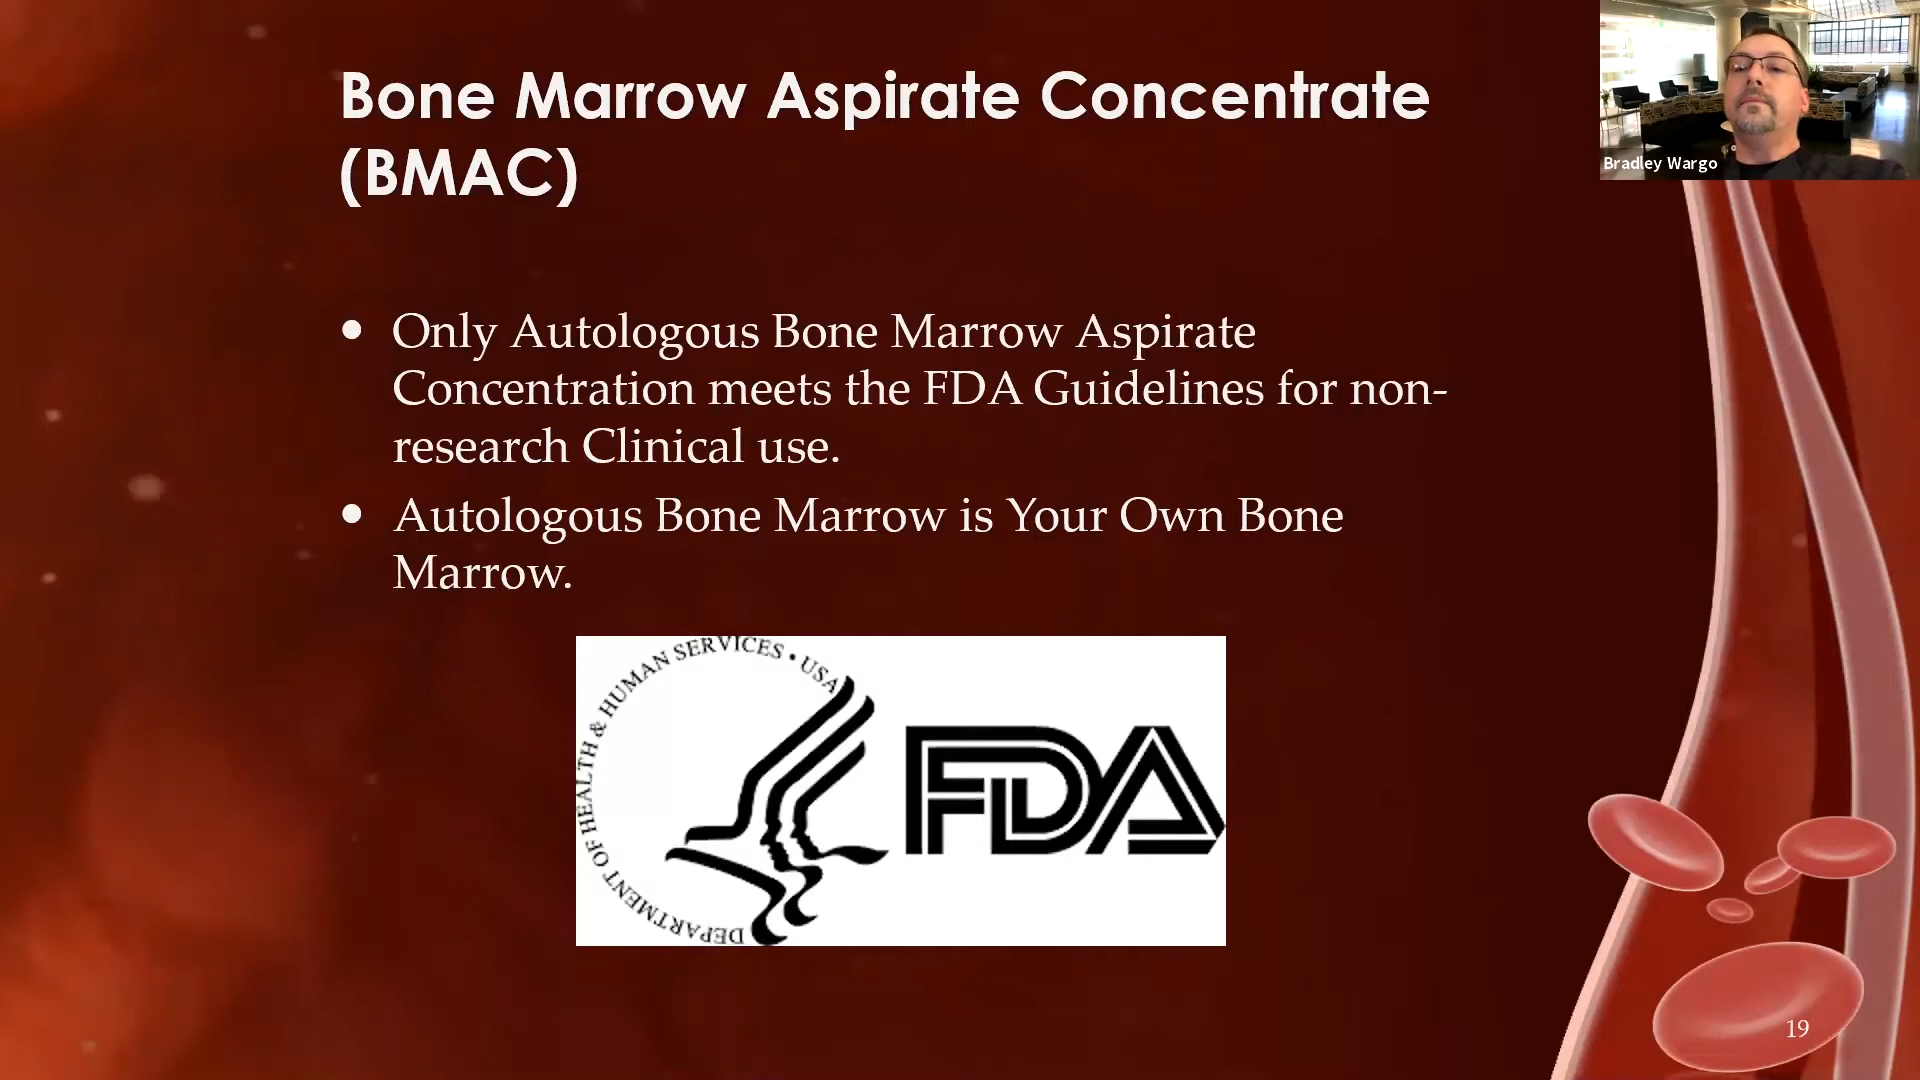 Bone Marrow Aspirate Concentrate
(BMAC)
Bradley Wargo
• Only Autologous Bone Marrow Aspirate
Concentration meets the FDA Guidelines for non-
research Clinical use.
• Autologous Bone Marrow is Your Own Bone
Marrow.
DEPARTMENT OF HEALTH & HUMAN SERVICES • USA
FDA
19